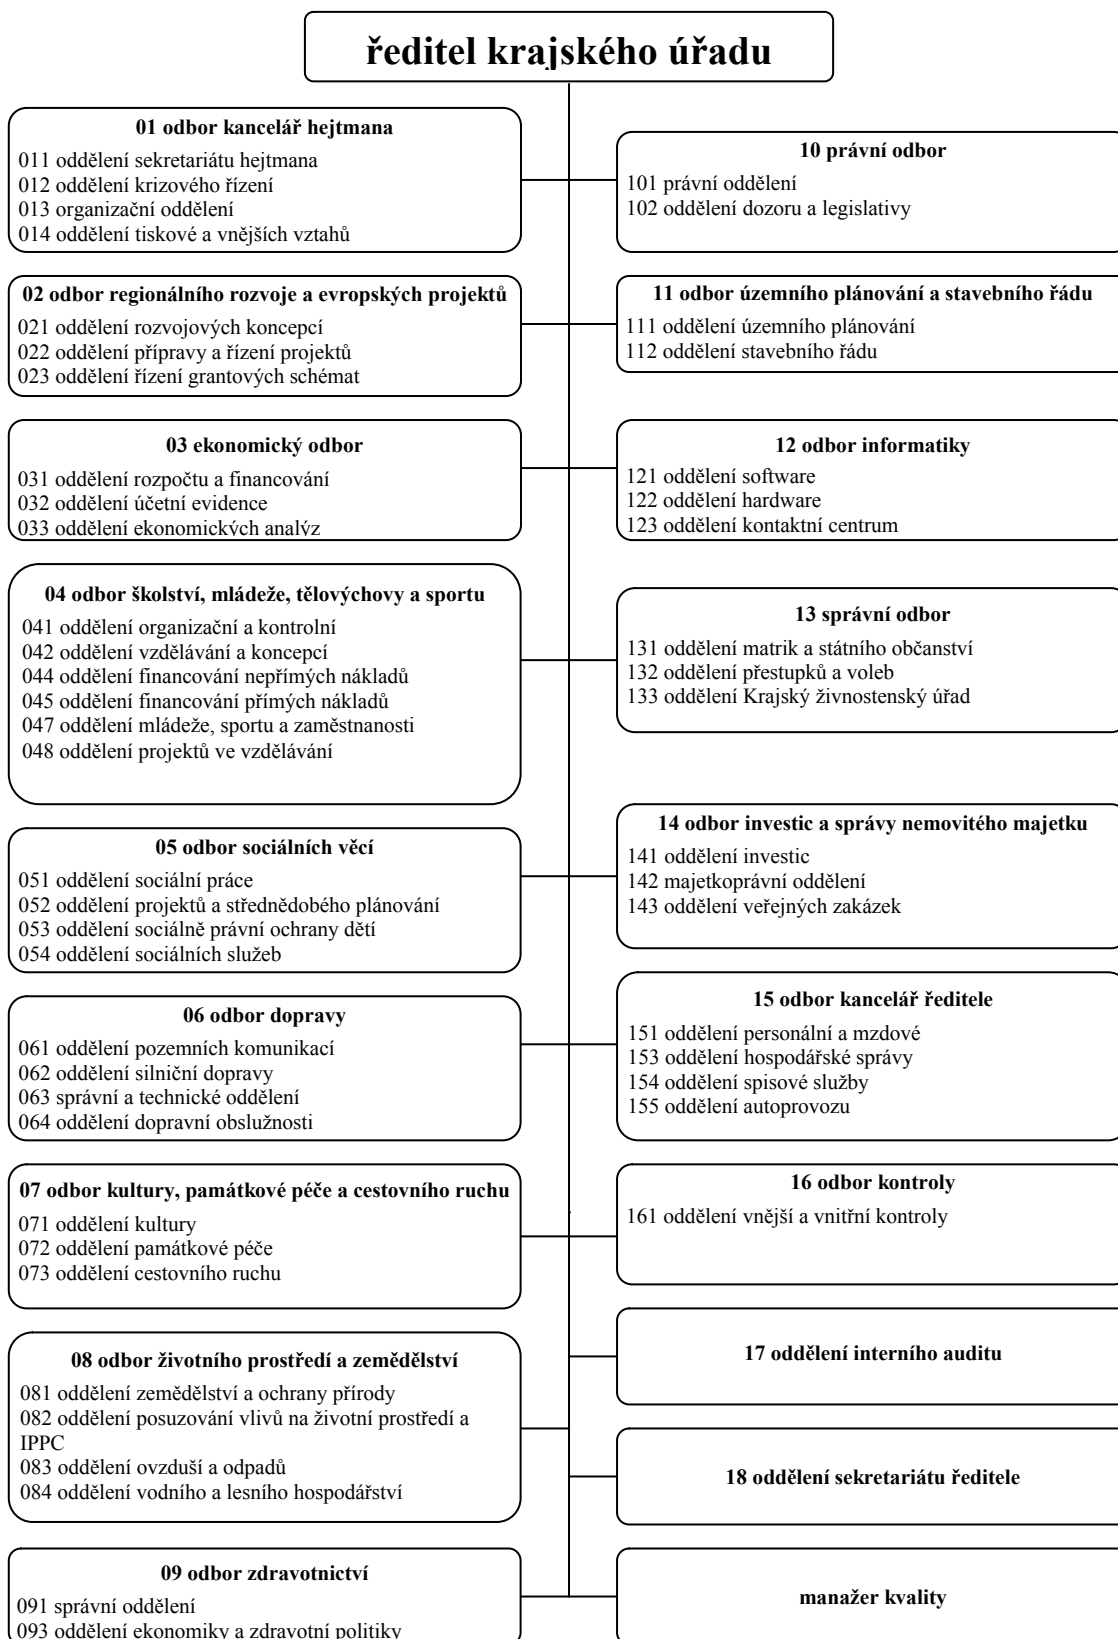 ředitel krajského úřadu
01 odbor kancelář hejtmana
011 oddělení sekretariátu hejtmana
012 oddělení krizového řízení
013 organizační oddělení
014 oddělení tiskové a vnějších vztahů
02 odbor regionálního rozvoje a evropských projektů
021 oddělení rozvojových koncepcí
022 oddělení přípravy a řízení projektů
023 oddělení řízení grantových schémat
03 ekonomický odbor
031 oddělení rozpočtu a financování
032 oddělení účetní evidence
033 oddělení ekonomických analýz
04 odbor školství, mládeže, tělovýchovy a sportu
041 oddělení organizační a kontrolní
042 oddělení vzdělávání a koncepcí
044 oddělení financování nepřímých nákladů
045 oddělení financování přímých nákladů
047 oddělení mládeže, sportu a zaměstnanosti
048 oddělení projektů ve vzdělávání
05 odbor sociálních věcí
051 oddělení sociální práce
052 oddělení projektů a střednědobého plánování
053 oddělení sociálně právní ochrany dětí
054 oddělení sociálních služeb
06 odbor dopravy
061 oddělení pozemních komunikací
062 oddělení silniční dopravy
063 správní a technické oddělení
064 oddělení dopravní obslužnosti
07 odbor kultury, památkové péče a cestovního ruchu
071 oddělení kultury
072 oddělení památkové péče
073 oddělení cestovního ruchu
08 odbor životního prostředí a zemědělství
081 oddělení zemědělství a ochrany přírody
082 oddělení posuzování vlivů na životní prostředí a
IPPC
083 oddělení ovzduší a odpadů
084 oddělení vodního a lesního hospodářství
09 odbor zdravotnictví
091 správní oddělení
093 oddělení ekonomiky a zdravotní politiky
10 právní odbor
101 právní oddělení
102 oddělení dozoru a legislativy
11 odbor územního plánování a stavebního řádu
111 oddělení územního plánování
112 oddělení stavebního řádu
12 odbor informatiky
121 oddělení software
122 oddělení hardware
123 oddělení kontaktní centrum
13 správní odbor
131 oddělení matrik a státního občanství
132 oddělení přestupků a voleb
133 oddělení Krajský živnostenský úřad
14 odbor investic a správy nemovitého majetku
141 oddělení investic
142 majetkoprávní oddělení
143 oddělení veřejných zakázek
15 odbor kancelář ředitele
151 oddělení personální a mzdové
153 oddělení hospodářské správy
154 oddělení spisové služby
155 oddělení autoprovozu
16 odbor kontroly
161 oddělení vnější a vnitřní kontroly
17 oddělení interního auditu
18 oddělení sekretariátu ředitele
manažer kvality